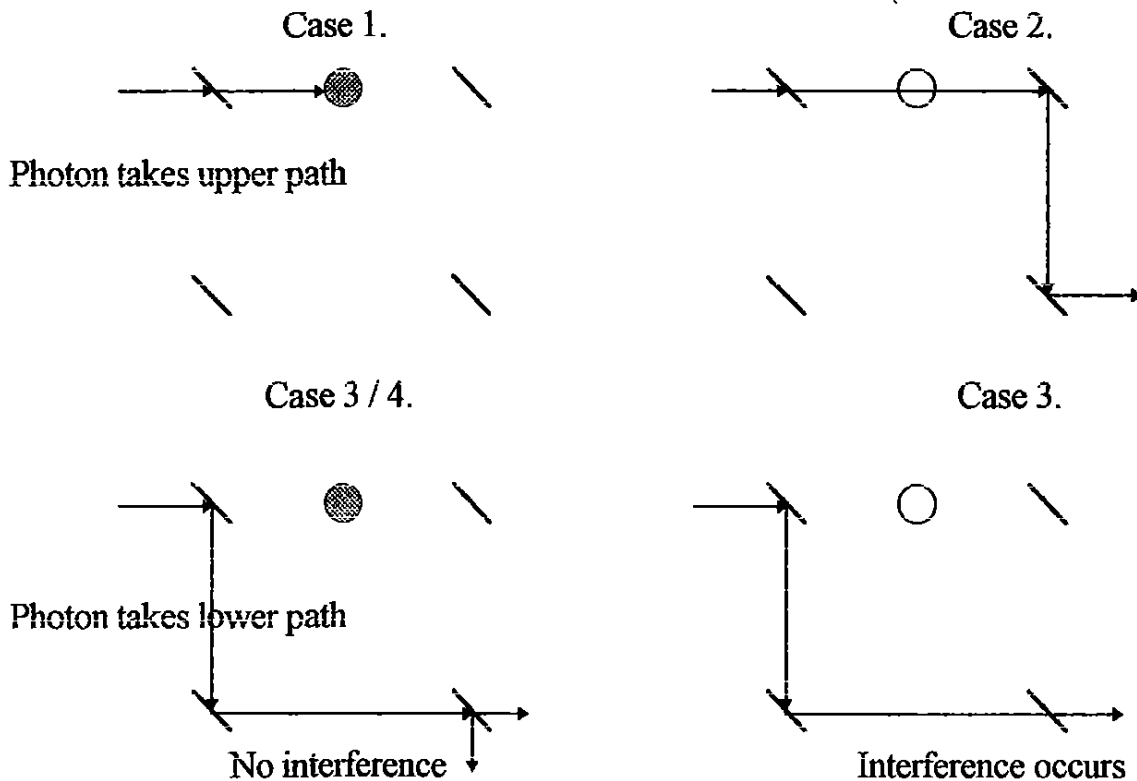 Case 1.
Case 2.
Photon takes upper path
Case 3 / 4.
Case 3.
Photon takes lower path
No interference
Interference occurs